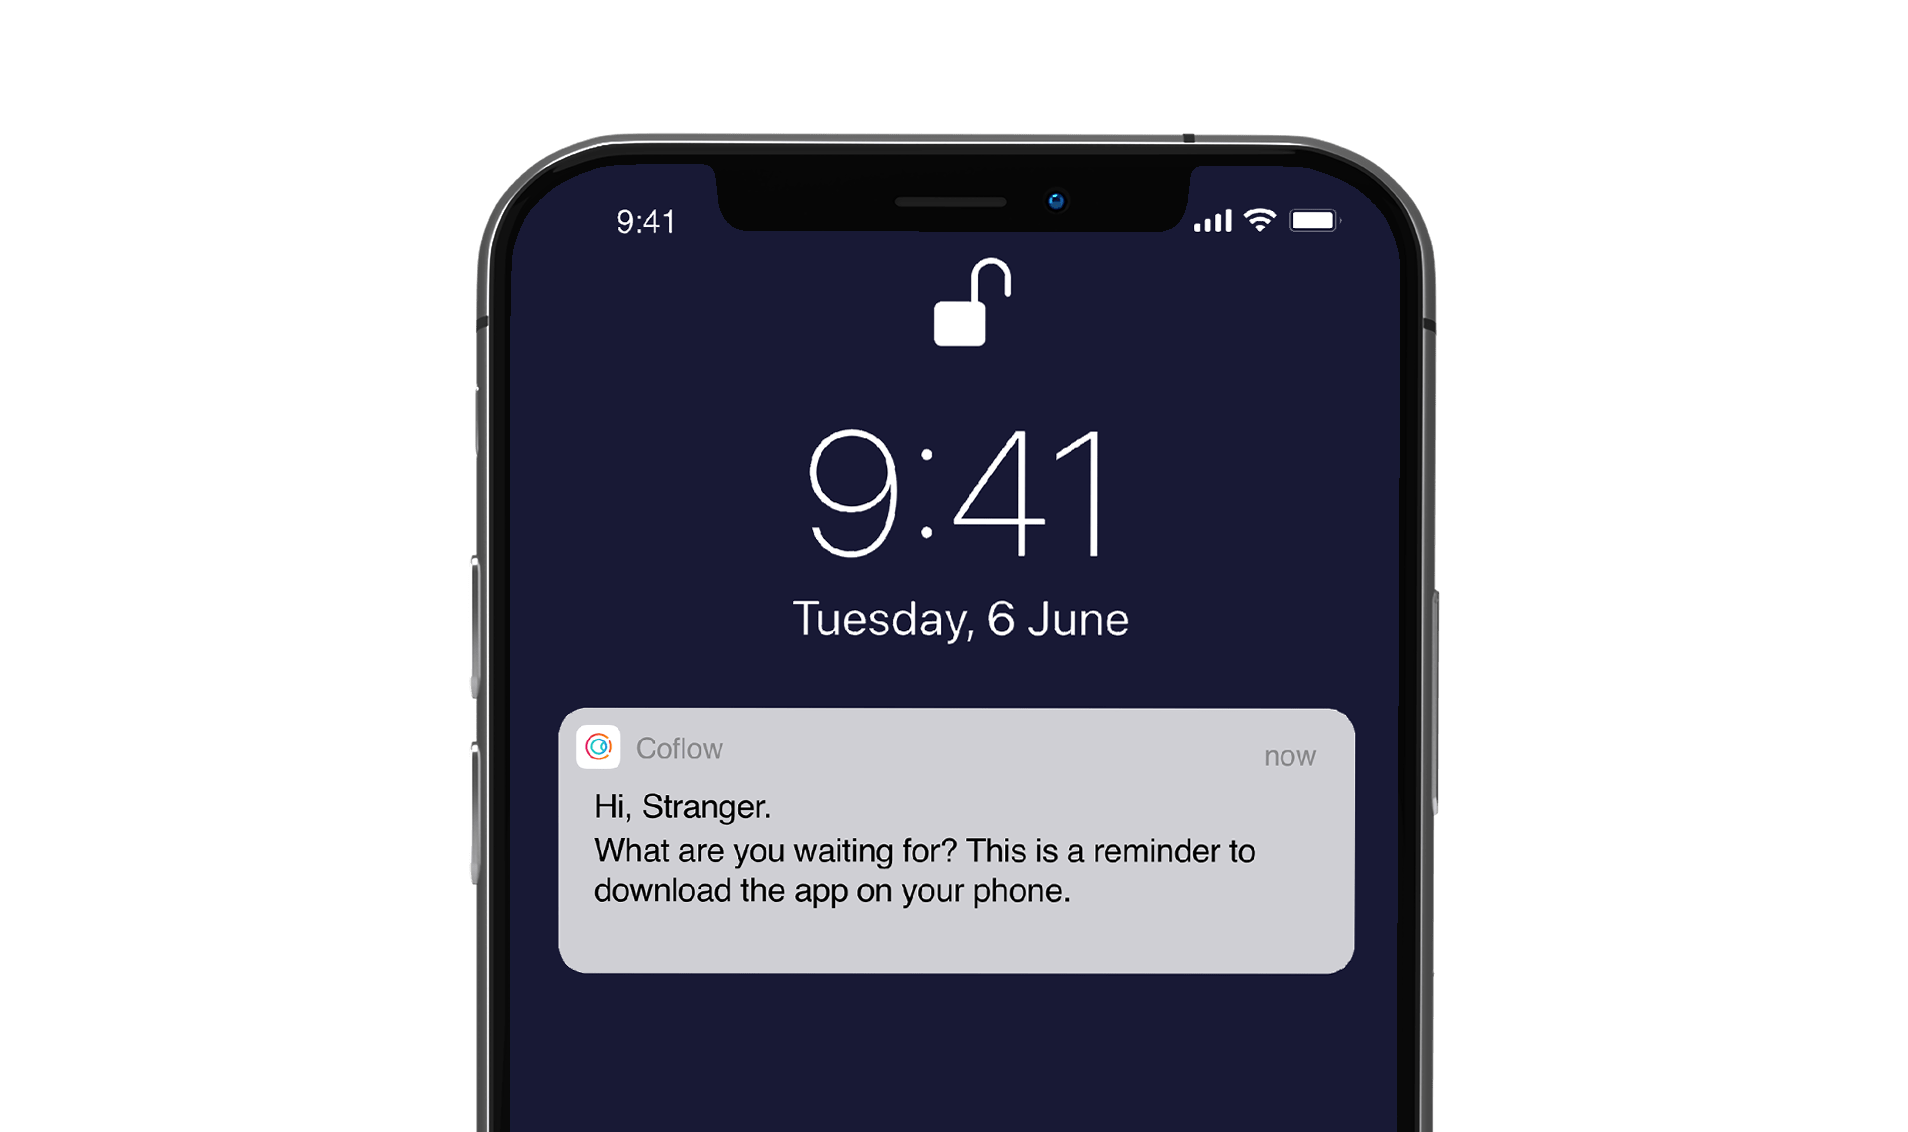 9:41
9:41
Tuesday, 6 June
Coflow
now
Hi, Stranger.
What are you waiting for? This is a reminder to
download the app on your phone.